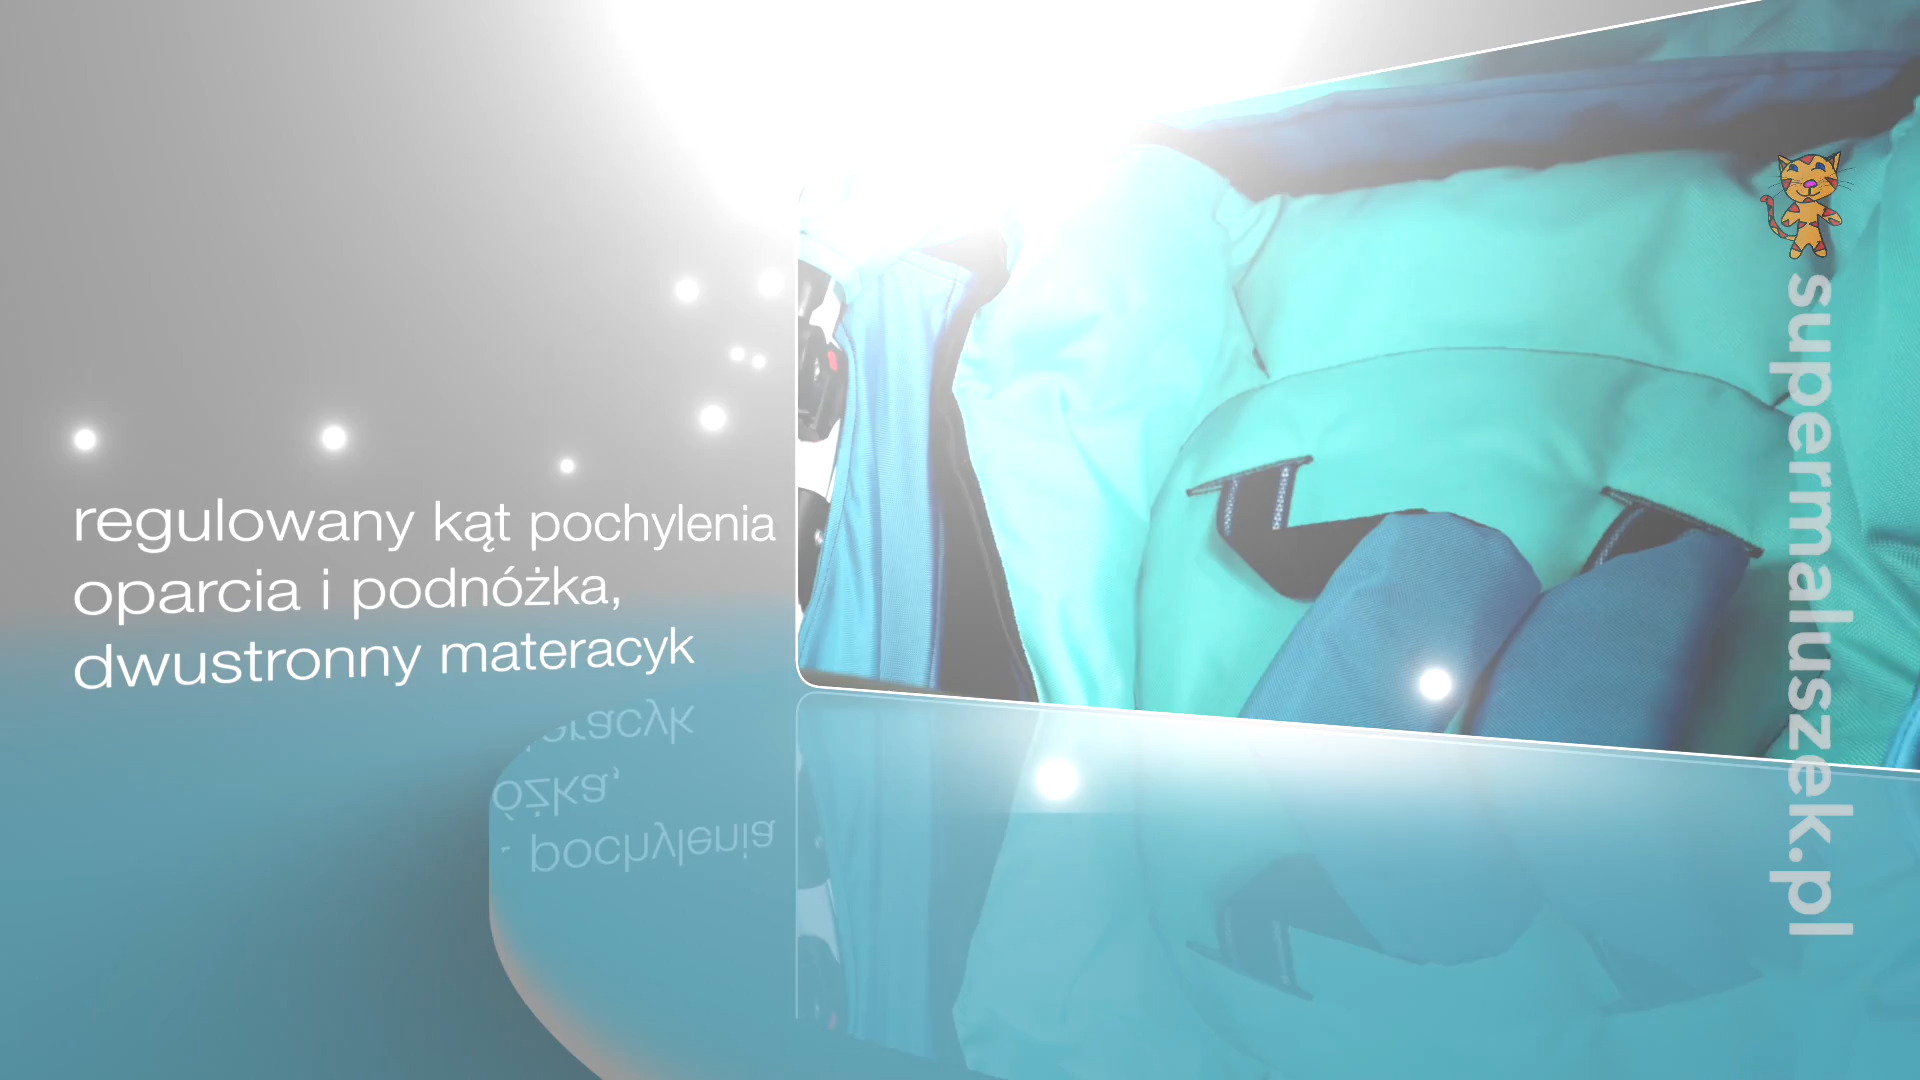 regulowany kąt pochylenia
oparcia i podnóżka,
dwustronny materacyk
supermaluszek.pl